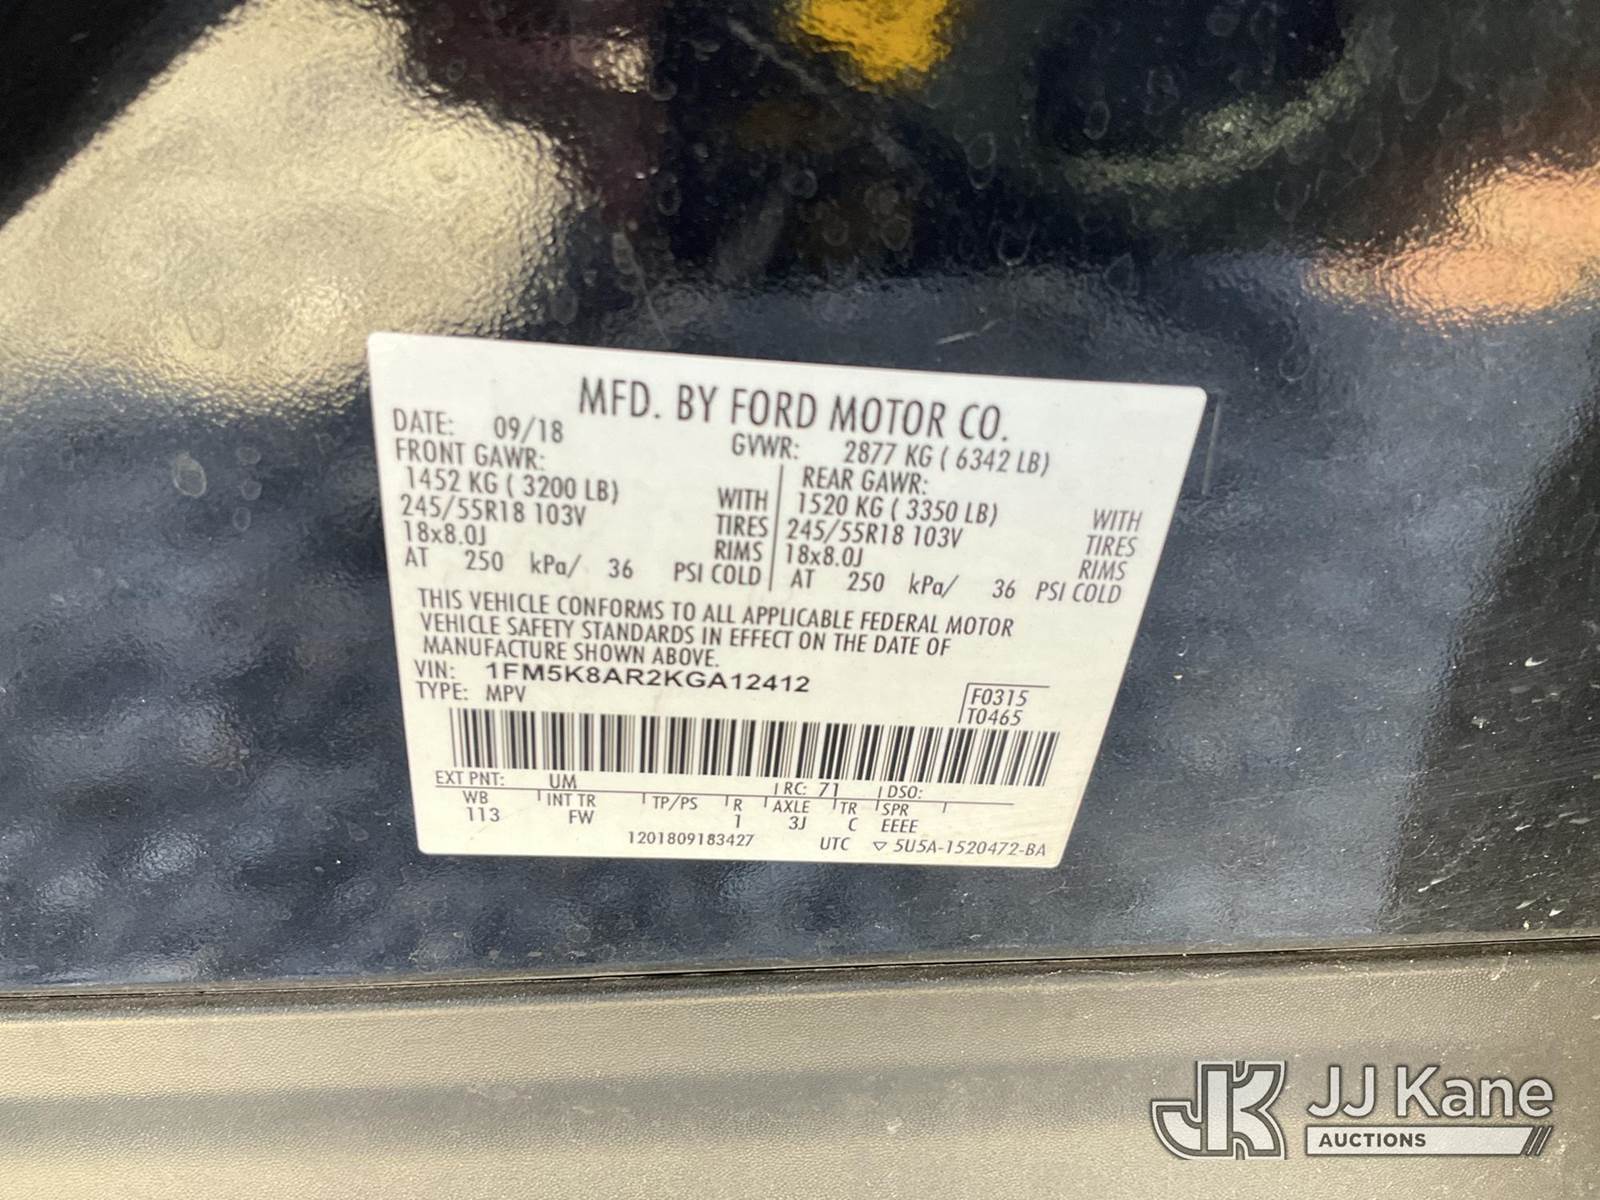 MFD. BY FORD MOTOR CO.
DATE: 09/18 GVWR: 2877 KG ( 6342 LB)
FRONT GAWR: REAR GAWR:
1452 KG ( 3200 LB) WITH 1520 KG ( 3350 LB) WITH
245/55R18 103V TIRES 245/55R18 103V TIRES
18x8.0J RIMS 18x8.0J RIMS
AT 250 kPa/ 36 PSI COLD AT 250 kPa/ 36 PSI COLD
THIS VEHICLE CONFORMS TO ALL APPLICABLE FEDERAL MOTOR
VEHICLE SAFETY STANDARDS IN EFFECT ON THE DATE OF
MANUFACTURE SHOWN ABOVE.
VIN: 1FM5K8AR2KGA12412
TYPE: MPV F0315
T0465
EXT PNT: UM RC: 71 DSO:
WB INT TR TP/PS R AXLE TR SPR
113 FW 1 3J C EEEE
1201809183427 UTC ▽ 5U5A-1520472-BA
JK JJ Kane
AUCTIONS